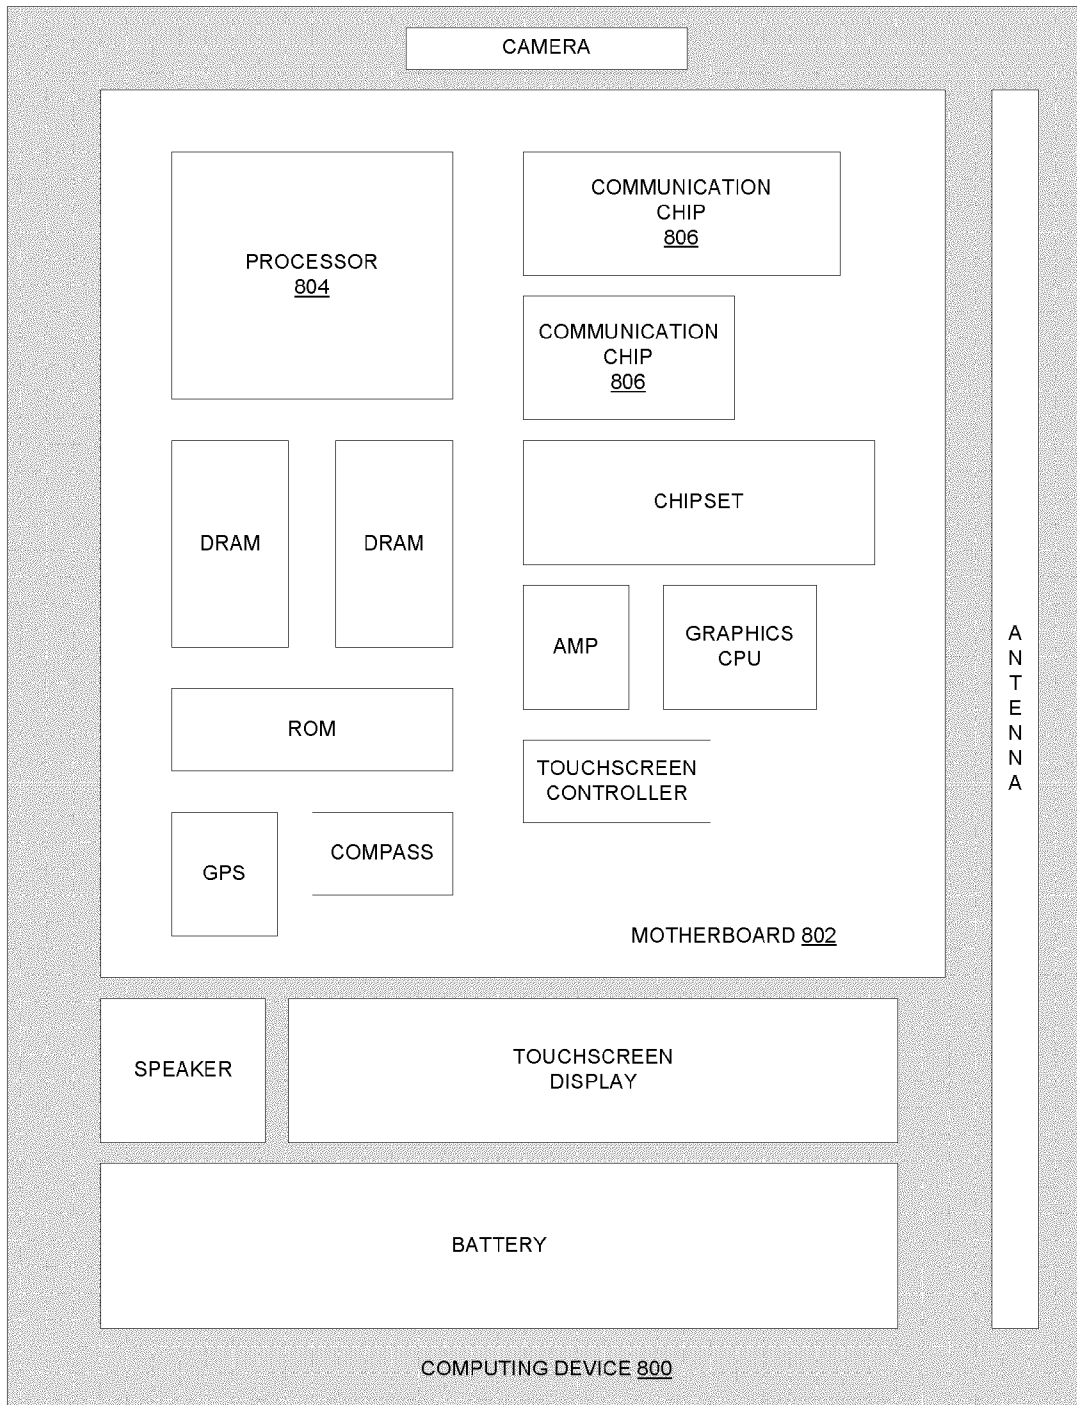 CAMERA
PROCESSOR
804
COMMUNICATION
CHIP
806
COMMUNICATION
CHIP
806
DRAM
DRAM
CHIPSET
AMP
GRAPHICS
CPU
ROM
TOUCHSCREEN
CONTROLLER
GPS
COMPASS
MOTHERBOARD 802
ANTENNA
SPEAKER
TOUCHSCREEN
DISPLAY
BATTERY
COMPUTING DEVICE 800